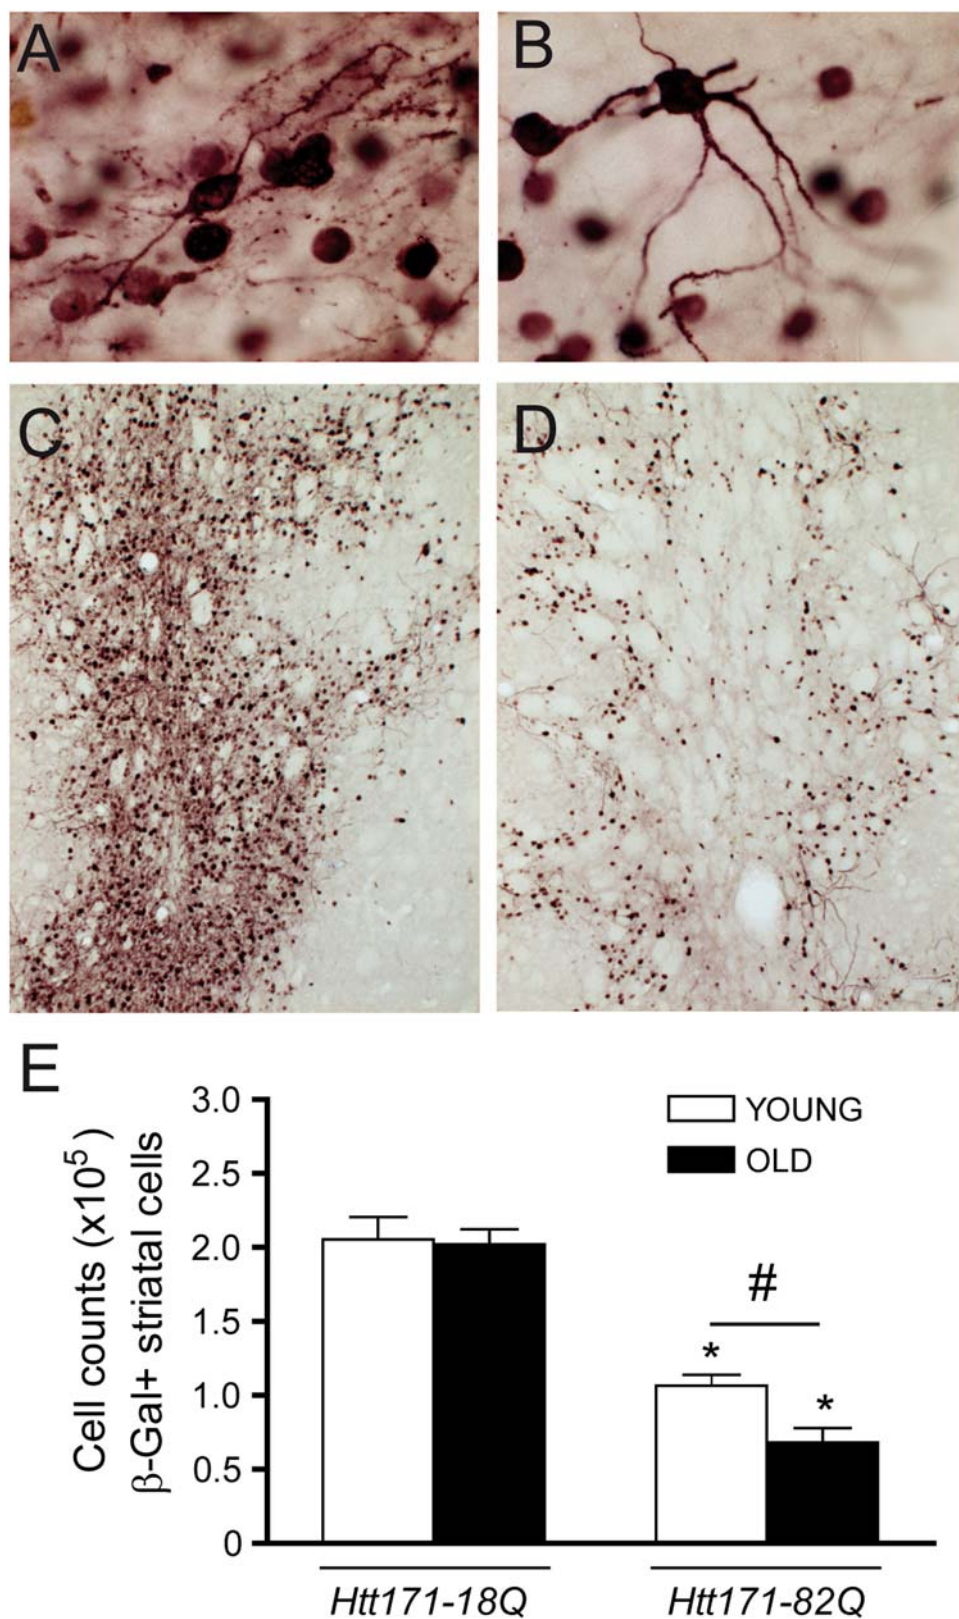 A
B
C
D
E
Cell counts (x10⁵)
β-Gal+ striatal cells
3.0
2.5
2.0
1.5
1.0
0.5
0
YOUNG
OLD
#
*
*
Htt171-18Q
Htt171-82Q